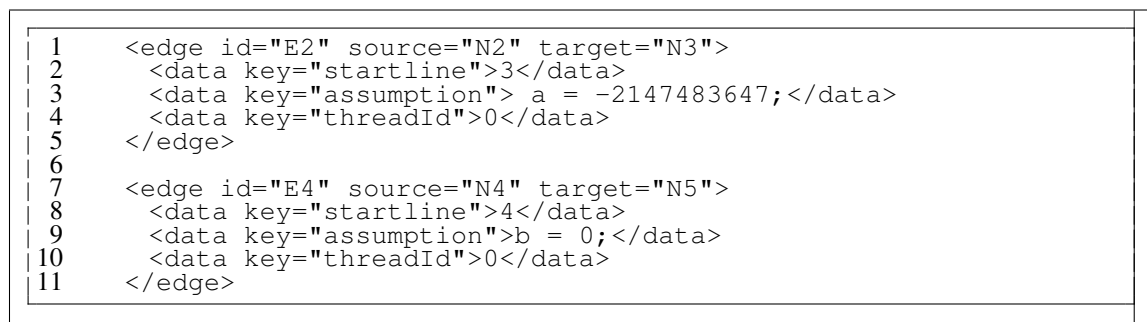 1 <edge id="E2" source="N2" target="N3">
2 <data key="startline">3</data>
3 <data key="assumption"> a = -2147483647;</data>
4 <data key="threadId">0</data>
5 </edge>
6
7 <edge id="E4" source="N4" target="N5">
8 <data key="startline">4</data>
9 <data key="assumption">b = 0;</data>
10 <data key="threadId">0</data>
11 </edge>